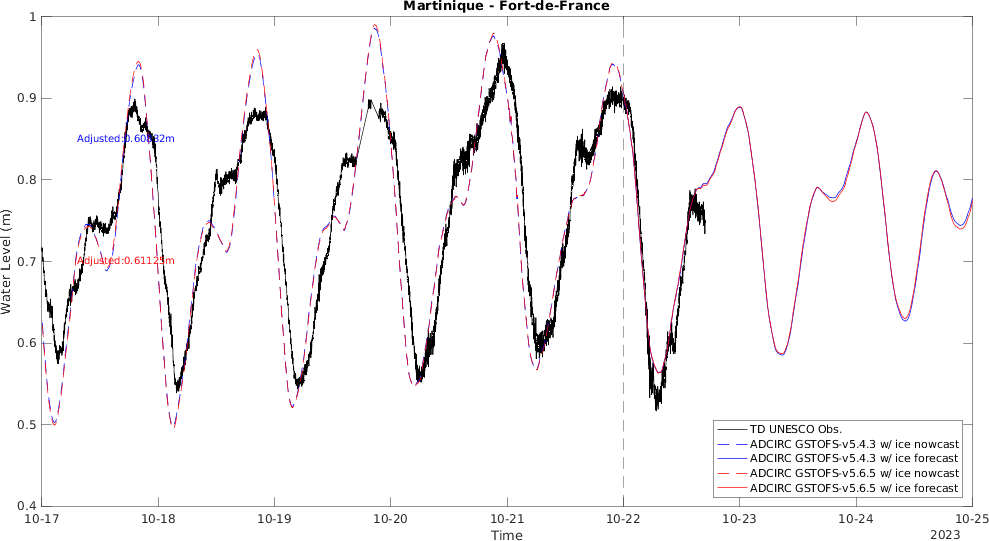 Martinique - Fort-de-France
Water Level (m)
1
0.9
0.8
0.7
0.6
0.5
0.4
Adjusted:0.60832m
Adjusted:0.61125m
TD UNESCO Obs.
ADCIRC GSTOFS-v5.4.3 w/ ice nowcast
ADCIRC GSTOFS-v5.4.3 w/ ice forecast
ADCIRC GSTOFS-v5.6.5 w/ ice nowcast
ADCIRC GSTOFS-v5.6.5 w/ ice forecast
10-17 10-18 10-19 10-20 10-21 10-22 10-23 10-24 10-25
Time
2023